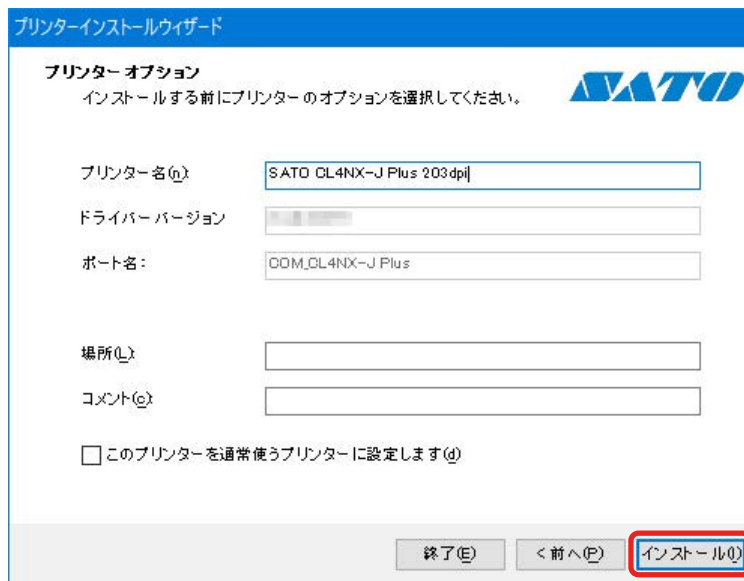 プリンターインストールウィザード
プリンター オプション
インストールする前にプリンターのオプションを選択してください。
SATO
プリンター名(n):
SATO CL4NX-J Plus 203dpi
ドライバー バージョン
ポート名:
COM_CL4NX-J Plus
場所(L):
コメント(c):
このプリンターを通常使うプリンターに設定します(d)
終了(E)
<前へ(P)
インストール(I)